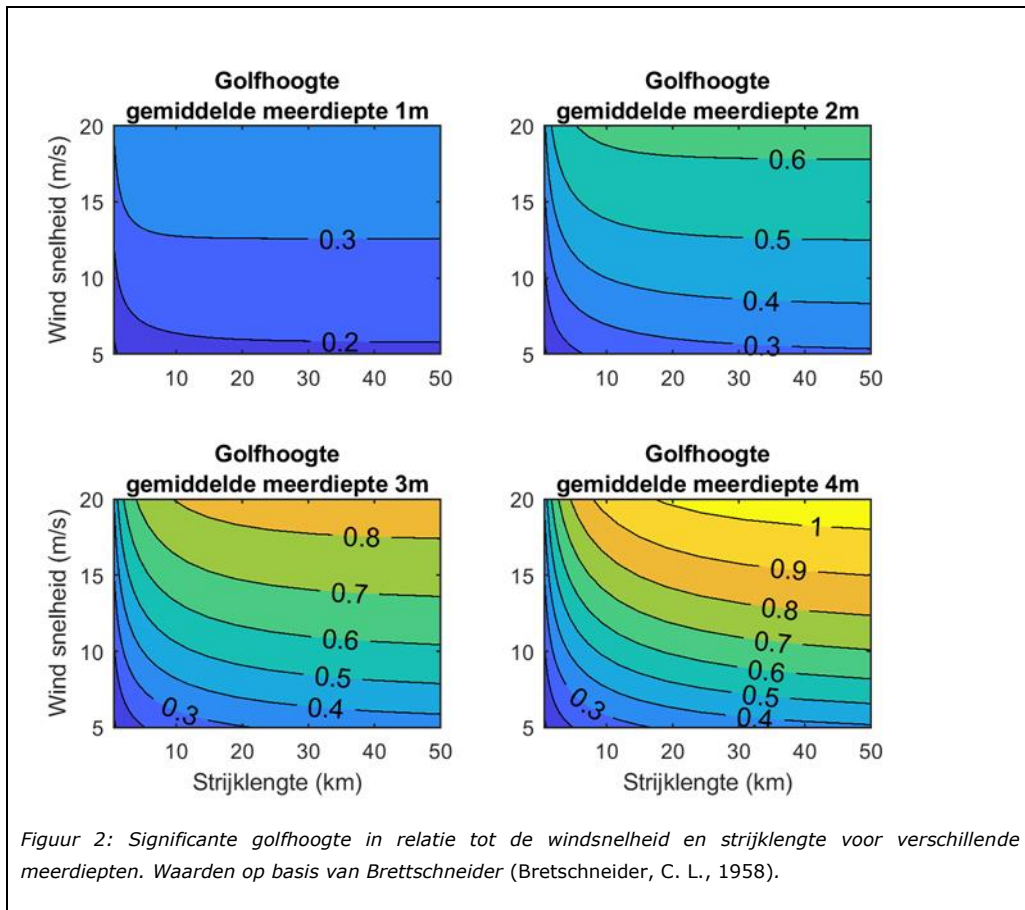 Golfhoogte
gemiddelde meerdiepte 1m
Wind snelheid (m/s)
20
15
10
5
0.3
0.2
10 20 30 40 50
Golfhoogte
gemiddelde meerdiepte 2m
20
15
10
5
0.6
0.5
0.4
0.3
10 20 30 40 50
Golfhoogte
gemiddelde meerdiepte 3m
Wind snelheid (m/s)
20
15
10
5
0.8
0.7
0.6
0.5
0.4
0.3
10 20 30 40 50
Strijklengte (km)
Golfhoogte
gemiddelde meerdiepte 4m
20
15
10
5
1
0.9
0.8
0.7
0.6
0.5
0.4
0.3
10 20 30 40 50
Strijklengte (km)
Figuur 2: Significante golfhoogte in relatie tot de windsnelheid en strijklengte voor verschillende
meerdiepten. Waarden op basis van Brettschneider (Bretschneider, C. L., 1958).